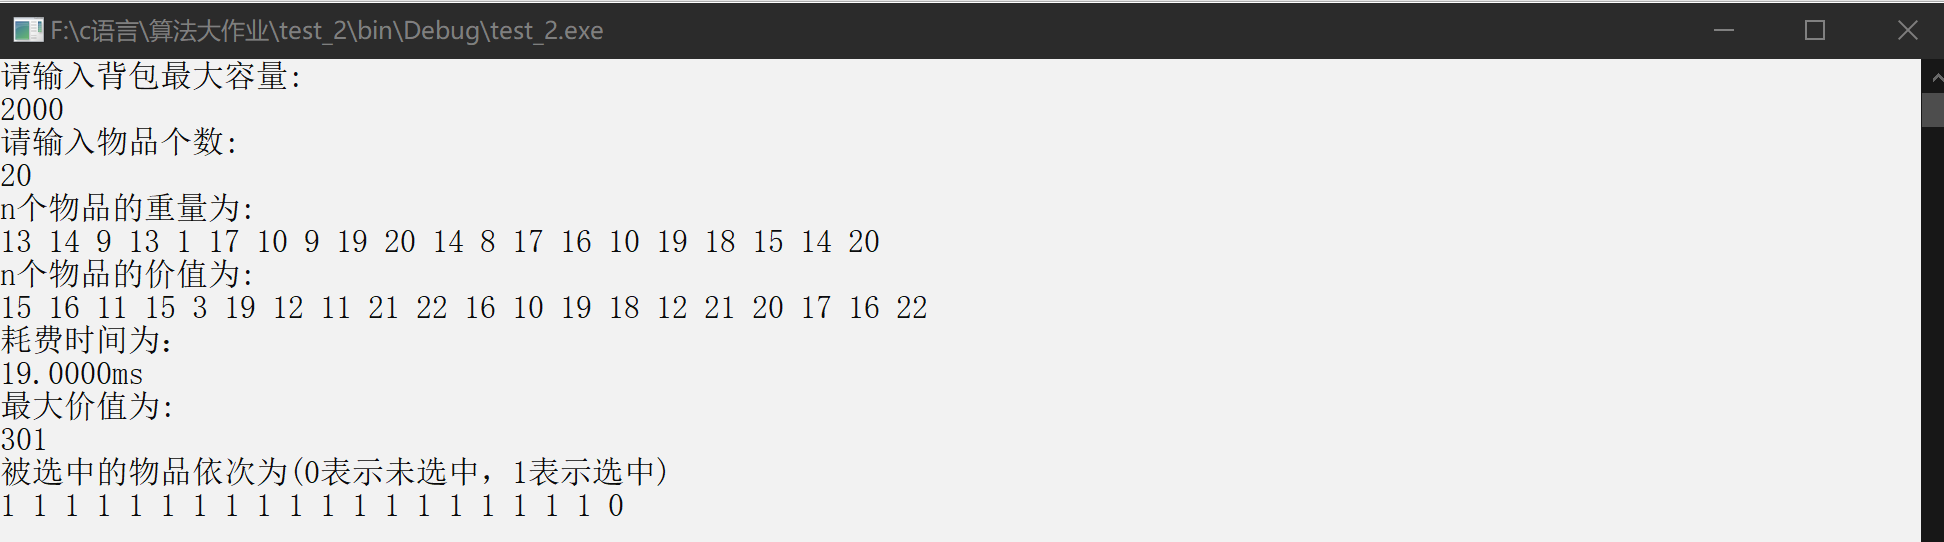 F:\c语言\算法大作业\test_2\bin\Debug\test_2.exe
请输入背包最大容量:
2000
请输入物品个数:
20
n个物品的重量为:
13 14 9 13 1 17 10 9 19 20 14 8 17 16 10 19 18 15 14 20
n个物品的价值为:
15 16 11 15 3 19 12 11 21 22 16 10 19 18 12 21 20 17 16 22
耗费时间为：
19.0000ms
最大价值为:
301
被选中的物品依次为(0表示未选中，1表示选中)
1 1 1 1 1 1 1 1 1 1 1 1 1 1 1 1 1 1 1 0